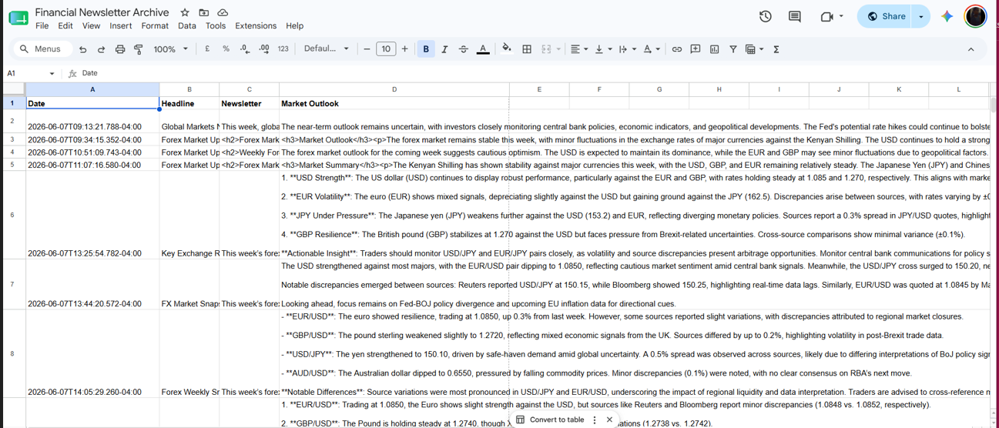 Financial Newsletter Archive
File Edit View Insert Format Data Tools Extensions Help
Share
Menus 100% £ % .0 .00 123 Defaul... 10 B I S A
A1 fx Date
A B C D E F G H I J K L
1 Date Headline Newsletter Market Outlook
2 2026-06-07T09:13:21.788-04:00 Global Markets N This week, globa The near-term outlook remains uncertain, with investors closely monitoring central bank policies, economic indicators, and geopolitical developments. The Fed's potential rate hikes could continue to bolste
3 2026-06-07T09:34:15.352-04:00 Forex Market Up <h2>Forex Mark <h3>Market Outlook</h3><p>The forex market remains stable this week, with minor fluctuations in the exchange rates of major currencies against the Kenyan Shilling. The USD continues to hold a strong
4 2026-06-07T10:51:09.743-04:00 Forex Market Up <h2>Weekly For The forex market outlook for the coming week suggests cautious optimism. The USD is expected to maintain its dominance, while the EUR and GBP may see minor fluctuations due to geopolitical factors.
5 2026-06-07T11:07:16.580-04:00 Forex Market Up <h2>Forex Mark <h3>Market Summary</h3><p>The Kenyan Shilling has shown stability against major currencies this week, with the USD, GBP, and EUR remaining relatively steady. The Japanese Yen (JPY) and Chines
1. **USD Strength**: The US dollar (USD) continues to display robust performance, particularly against the EUR and GBP, with rates holding steady at 1.085 and 1.270, respectively. This aligns with marke
2. **EUR Volatility**: The euro (EUR) shows mixed signals, depreciating slightly against the USD but gaining ground against the JPY (162.5). Discrepancies arise between sources, with rates varying by ±0
6 3. **JPY Under Pressure**: The Japanese yen (JPY) weakens further against the USD (153.2) and EUR, reflecting diverging monetary policies. Sources report a 0.3% spread in JPY/USD quotes, highlight
4. **GBP Resilience**: The British pound (GBP) stabilizes at 1.270 against the USD but faces pressure from Brexit-related uncertainties. Cross-source comparisons show minimal variance (±0.1%).
2026-06-07T13:25:54.782-04:00 Key Exchange R This week's forex **Actionable Insight**: Traders should monitor USD/JPY and EUR/JPY pairs closely, as volatility and source discrepancies present arbitrage opportunities. Monitor central bank communications for policy s
The USD strengthened against most majors, with the EUR/USD pair dipping to 1.0850, reflecting cautious market sentiment amid central bank signals. Meanwhile, the USD/JPY cross surged to 150.20, ne
7 Notable discrepancies emerged between sources: Reuters reported USD/JPY at 150.15, while Bloomberg showed 150.25, highlighting real-time data lags. Similarly, EUR/USD was quoted at 1.0845 by Ma
2026-06-07T13:44:20.572-04:00 FX Market Snaps This week's forex Looking ahead, focus remains on Fed-BOJ policy divergence and upcoming EU inflation data for directional cues.
- **EUR/USD**: The euro showed resilience, trading at 1.0850, up 0.3% from last week. However, some sources reported slight variations, with discrepancies attributed to regional market closures.
- **GBP/USD**: The pound sterling weakened slightly to 1.2720, reflecting mixed economic signals from the UK. Sources differed by up to 0.2%, highlighting volatility in post-Brexit trade data.
8 - **USD/JPY**: The yen strengthened to 150.10, driven by safe-haven demand amid global uncertainty. A 0.5% spread was observed across sources, likely due to differing interpretations of BoJ policy sign
- **AUD/USD**: The Australian dollar dipped to 0.6550, pressured by falling commodity prices. Minor discrepancies (0.1%) were noted, with no clear consensus on RBA's next move.
2026-06-07T14:05:29.260-04:00 Forex Weekly Sn This week's forex **Notable Differences**: Source variations were most pronounced in USD/JPY and EUR/USD, underscoring the impact of regional liquidity and data interpretation. Traders are advised to cross-reference m
1. **EUR/USD**: Trading at 1.0850, the Euro shows slight strength against the USD, but sources like Reuters and Bloomberg report minor discrepancies (1.0848 vs. 1.0852, respectively).
2. **GBP/USD**: The Pound is holding steady at 1.2740, though (1.2738 vs. 1.2742).
Convert to table